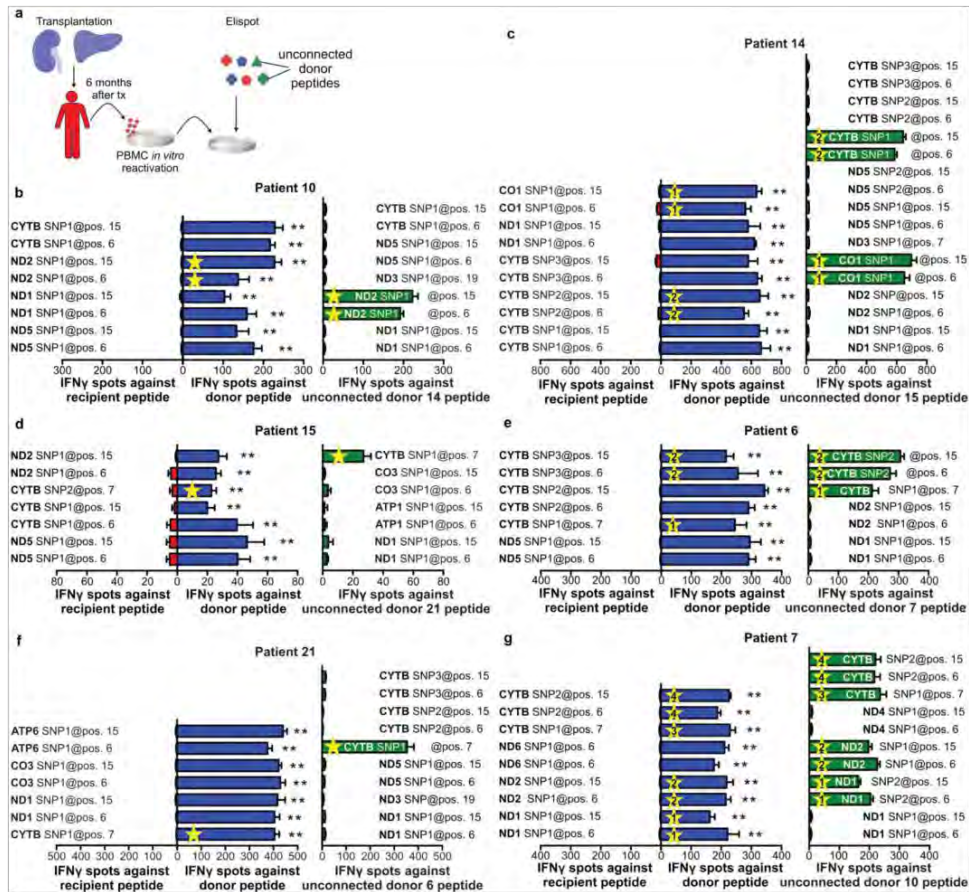 a
Transplantation
6 months
after tx
PBMC in vitro
reactivation
Elispot
unconnected
donor
peptides
b
Patient 10
CYTB SNP1@pos. 15
CYTB SNP1@pos. 6
ND2 SNP1@pos. 15
ND2 SNP1@pos. 6
ND1 SNP1@pos. 15
ND1 SNP1@pos. 6
ND5 SNP1@pos. 15
ND5 SNP1@pos. 6
**
**
**
**
**
**
**
**
300 200 100 0
0 100 200 300
IFNγ spots against
recipient peptide
IFNγ spots against
donor peptide
CYTB SNP1@pos. 15
CYTB SNP1@pos. 6
ND5 SNP1@pos. 15
ND5 SNP1@pos. 6
ND3 SNP1@pos. 19
ND2 SNP1 @pos. 15
ND2 SNP1 @pos. 6
ND1 SNP1@pos. 15
ND1 SNP1@pos. 6
0 100 200 300
IFNγ spots against
unconnected donor 14 peptide
c
Patient 14
CO1 SNP1@pos. 15
CO1 SNP1@pos. 6
ND1 SNP1@pos. 15
ND1 SNP1@pos. 6
CYTB SNP3@pos. 15
CYTB SNP3@pos. 6
CYTB SNP2@pos. 15
CYTB SNP2@pos. 6
CYTB SNP1@pos. 15
CYTB SNP1@pos. 6
1
1
2
2
**
**
**
**
**
**
**
**
**
**
800 600 400 200 0
0 200 400 600 800
IFNγ spots against
recipient peptide
IFNγ spots against
donor peptide
CYTB SNP3@pos. 15
CYTB SNP3@pos. 6
CYTB SNP2@pos. 15
CYTB SNP2@pos. 6
2 CYTB SNP1 @pos. 15
2 CYTB SNP1 @pos. 6
ND5 SNP2@pos. 15
ND5 SNP2@pos. 6
ND5 SNP1@pos. 15
ND5 SNP1@pos. 6
ND3 SNP1@pos. 7
1 CO1 SNP1 @pos. 15
1 CO1 SNP1 @pos. 6
ND2 SNP@pos. 15
ND2 SNP1@pos. 6
ND1 SNP1@pos. 15
ND1 SNP1@pos. 6
0 200 400 600 800
IFNγ spots against
unconnected donor 15 peptide
d
Patient 15
ND2 SNP1@pos. 15
ND2 SNP1@pos. 6
CYTB SNP2@pos. 7
CYTB SNP1@pos. 15
CYTB SNP1@pos. 6
ND5 SNP1@pos. 15
ND5 SNP1@pos. 6
**
**
**
**
**
**
**
80 60 40 20 0
0 20 40 60 80
IFNγ spots against
recipient peptide
IFNγ spots against
donor peptide
CYTB SNP1@pos. 7
CO3 SNP1@pos. 15
CO3 SNP1@pos. 6
ATP1 SNP1@pos. 15
ATP1 SNP1@pos. 6
ND1 SNP1@pos. 15
ND1 SNP1@pos. 6
0 20 40 60 80
IFNγ spots against
unconnected donor 21 peptide
e
Patient 6
CYTB SNP3@pos. 15
CYTB SNP3@pos. 6
CYTB SNP2@pos. 15
CYTB SNP2@pos. 6
CYTB SNP1@pos. 7
ND5 SNP1@pos. 15
ND5 SNP1@pos. 6
2
2
1
**
**
**
**
**
**
**
400 300 200 100 0
0 100 200 300 400
IFNγ spots against
recipient peptide
IFNγ spots against
donor peptide
2 CYTB SNP2 @pos. 15
2 CYTB SNP2 @pos. 6
1 CYTB SNP1@pos. 7
ND2 SNP1@pos. 15
ND2 SNP1@pos. 6
ND1 SNP1@pos. 15
ND1 SNP1@pos. 6
0 100 200 300 400
IFNγ spots against
unconnected donor 7 peptide
f
Patient 21
ATP6 SNP1@pos. 15
ATP6 SNP1@pos. 6
CO3 SNP1@pos. 15
CO3 SNP1@pos. 6
ND1 SNP1@pos. 15
ND1 SNP1@pos. 6
CYTB SNP1@pos. 7
**
**
**
**
**
**
**
500 400 300 200 100 0
0 100 200 300 400 500
IFNγ spots against
recipient peptide
IFNγ spots against
donor peptide
CYTB SNP3@pos. 15
CYTB SNP3@pos. 6
CYTB SNP2@pos. 15
CYTB SNP2@pos. 6
CYTB SNP1 @pos. 7
ND5 SNP1@pos. 15
ND5 SNP1@pos. 6
ND3 SNP@pos. 19
ND1 SNP1@pos. 15
ND1 SNP1@pos. 6
0 100 200 300 400 500
IFNγ spots against
unconnected donor 6 peptide
g
Patient 7
CYTB SNP2@pos. 15
CYTB SNP2@pos. 6
CYTB SNP1@pos. 7
ND6 SNP1@pos. 6
ND6 SNP1@pos. 6
ND2 SNP1@pos. 15
ND2 SNP1@pos. 6
ND1 SNP1@pos. 15
ND1 SNP1@pos. 6
4
4
3
2
2
1
1
**
**
**
**
**
**
**
**
**
400 300 200 100 0
0 100 200 300 400
IFNγ spots against
recipient peptide
IFNγ spots against
donor peptide
4 CYTB SNP2@pos. 15
4 CYTB SNP2@pos. 6
3 CYTB SNP1@pos. 7
ND4 SNP1@pos. 15
ND4 SNP1@pos. 6
2 ND2 SNP1@pos. 15
2 ND2 SNP1@pos. 6
ND1 SNP2@pos. 15
1 ND1 SNP2@pos. 6
ND1 SNP1@pos. 15
ND1 SNP1@pos. 6
0 100 200 300 400
IFNγ spots against
unconnected donor 10 peptide